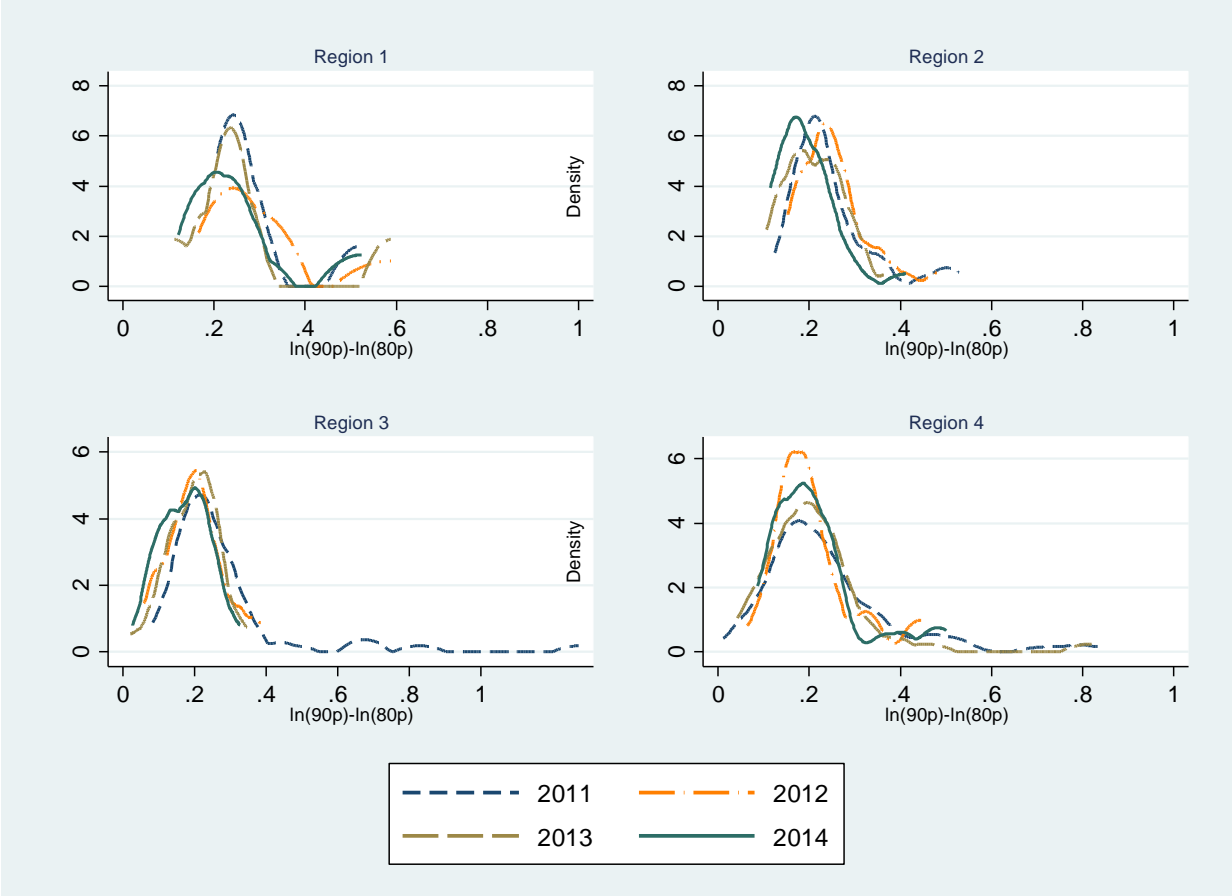 Region 1
Region 2
8
6
4
2
0
0 .2 .4 .6 .8 1
ln(90p)-ln(80p)
Density
8
6
4
2
0
0 .2 .4 .6 .8 1
ln(90p)-ln(80p)
Region 3
Region 4
6
4
2
0
0 .2 .4 .6 .8 1
ln(90p)-ln(80p)
Density
6
4
2
0
0 .2 .4 .6 .8 1
ln(90p)-ln(80p)
2011 2012
2013 2014